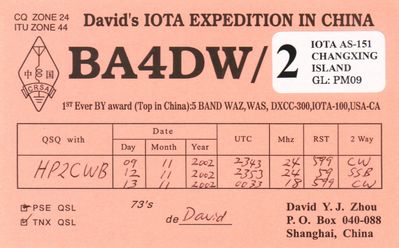 CQ ZONE 24
ITU ZONE 44
David's IOTA EXPEDITION IN CHINA
BA4DW/2
IOTA AS-151
CHANGXING
ISLAND
GL: PM09
中国
CRSA
1ST Ever BY award (Top in China):5 BAND WAZ,WAS, DXCC-300,IOTA-100,USA-CA
QSQ with Date UTC Mhz RST 2 Way
Day Month Year
HP2CWB 09 11 2002 2343 24 599 CW
12 11 2002 2353 24 59 SSB
13 11 2002 0033 18 599 CW
PSE QSL
TNX QSL
73's
de David
David Y. J. Zhou
P. O. Box 040-088
Shanghai, China